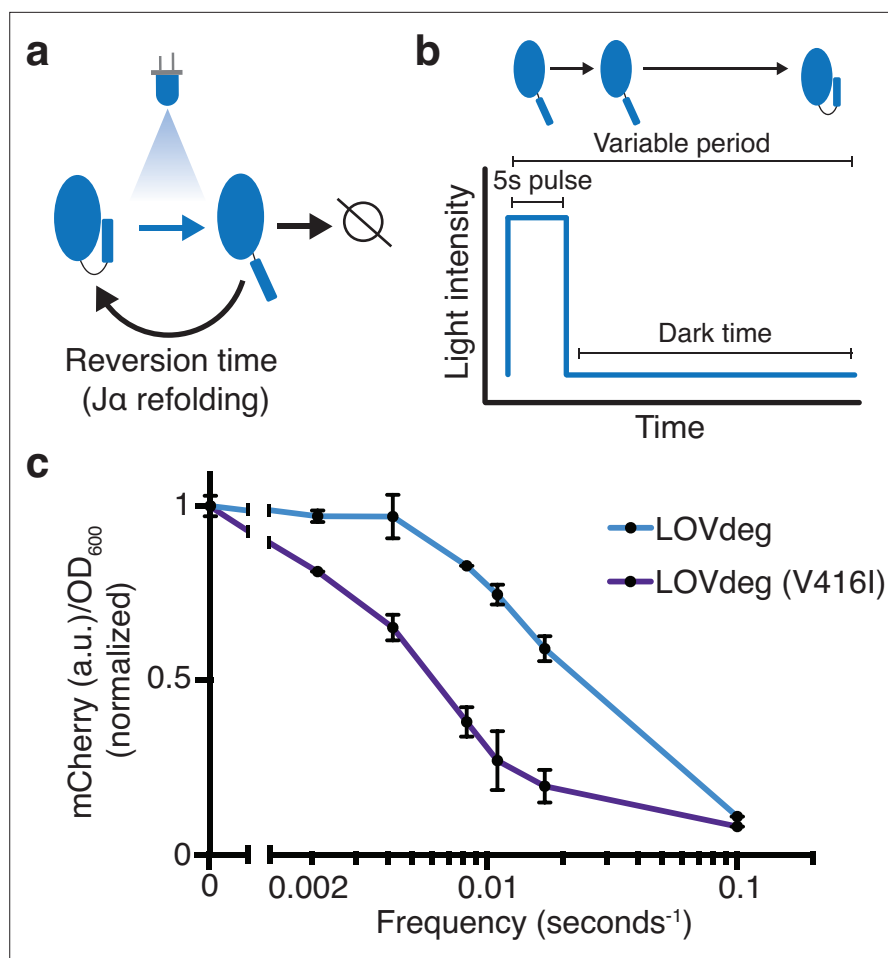 a
Reversion time
(Jα refolding)
b
Variable period
5s pulse
Dark time
Light intensity
Time
c
mCherry (a.u.)/OD600
(normalized)
1
0.5
0
LOVdeg
LOVdeg (V416I)
0 0.002 0.01 0.1
Frequency (seconds-1)